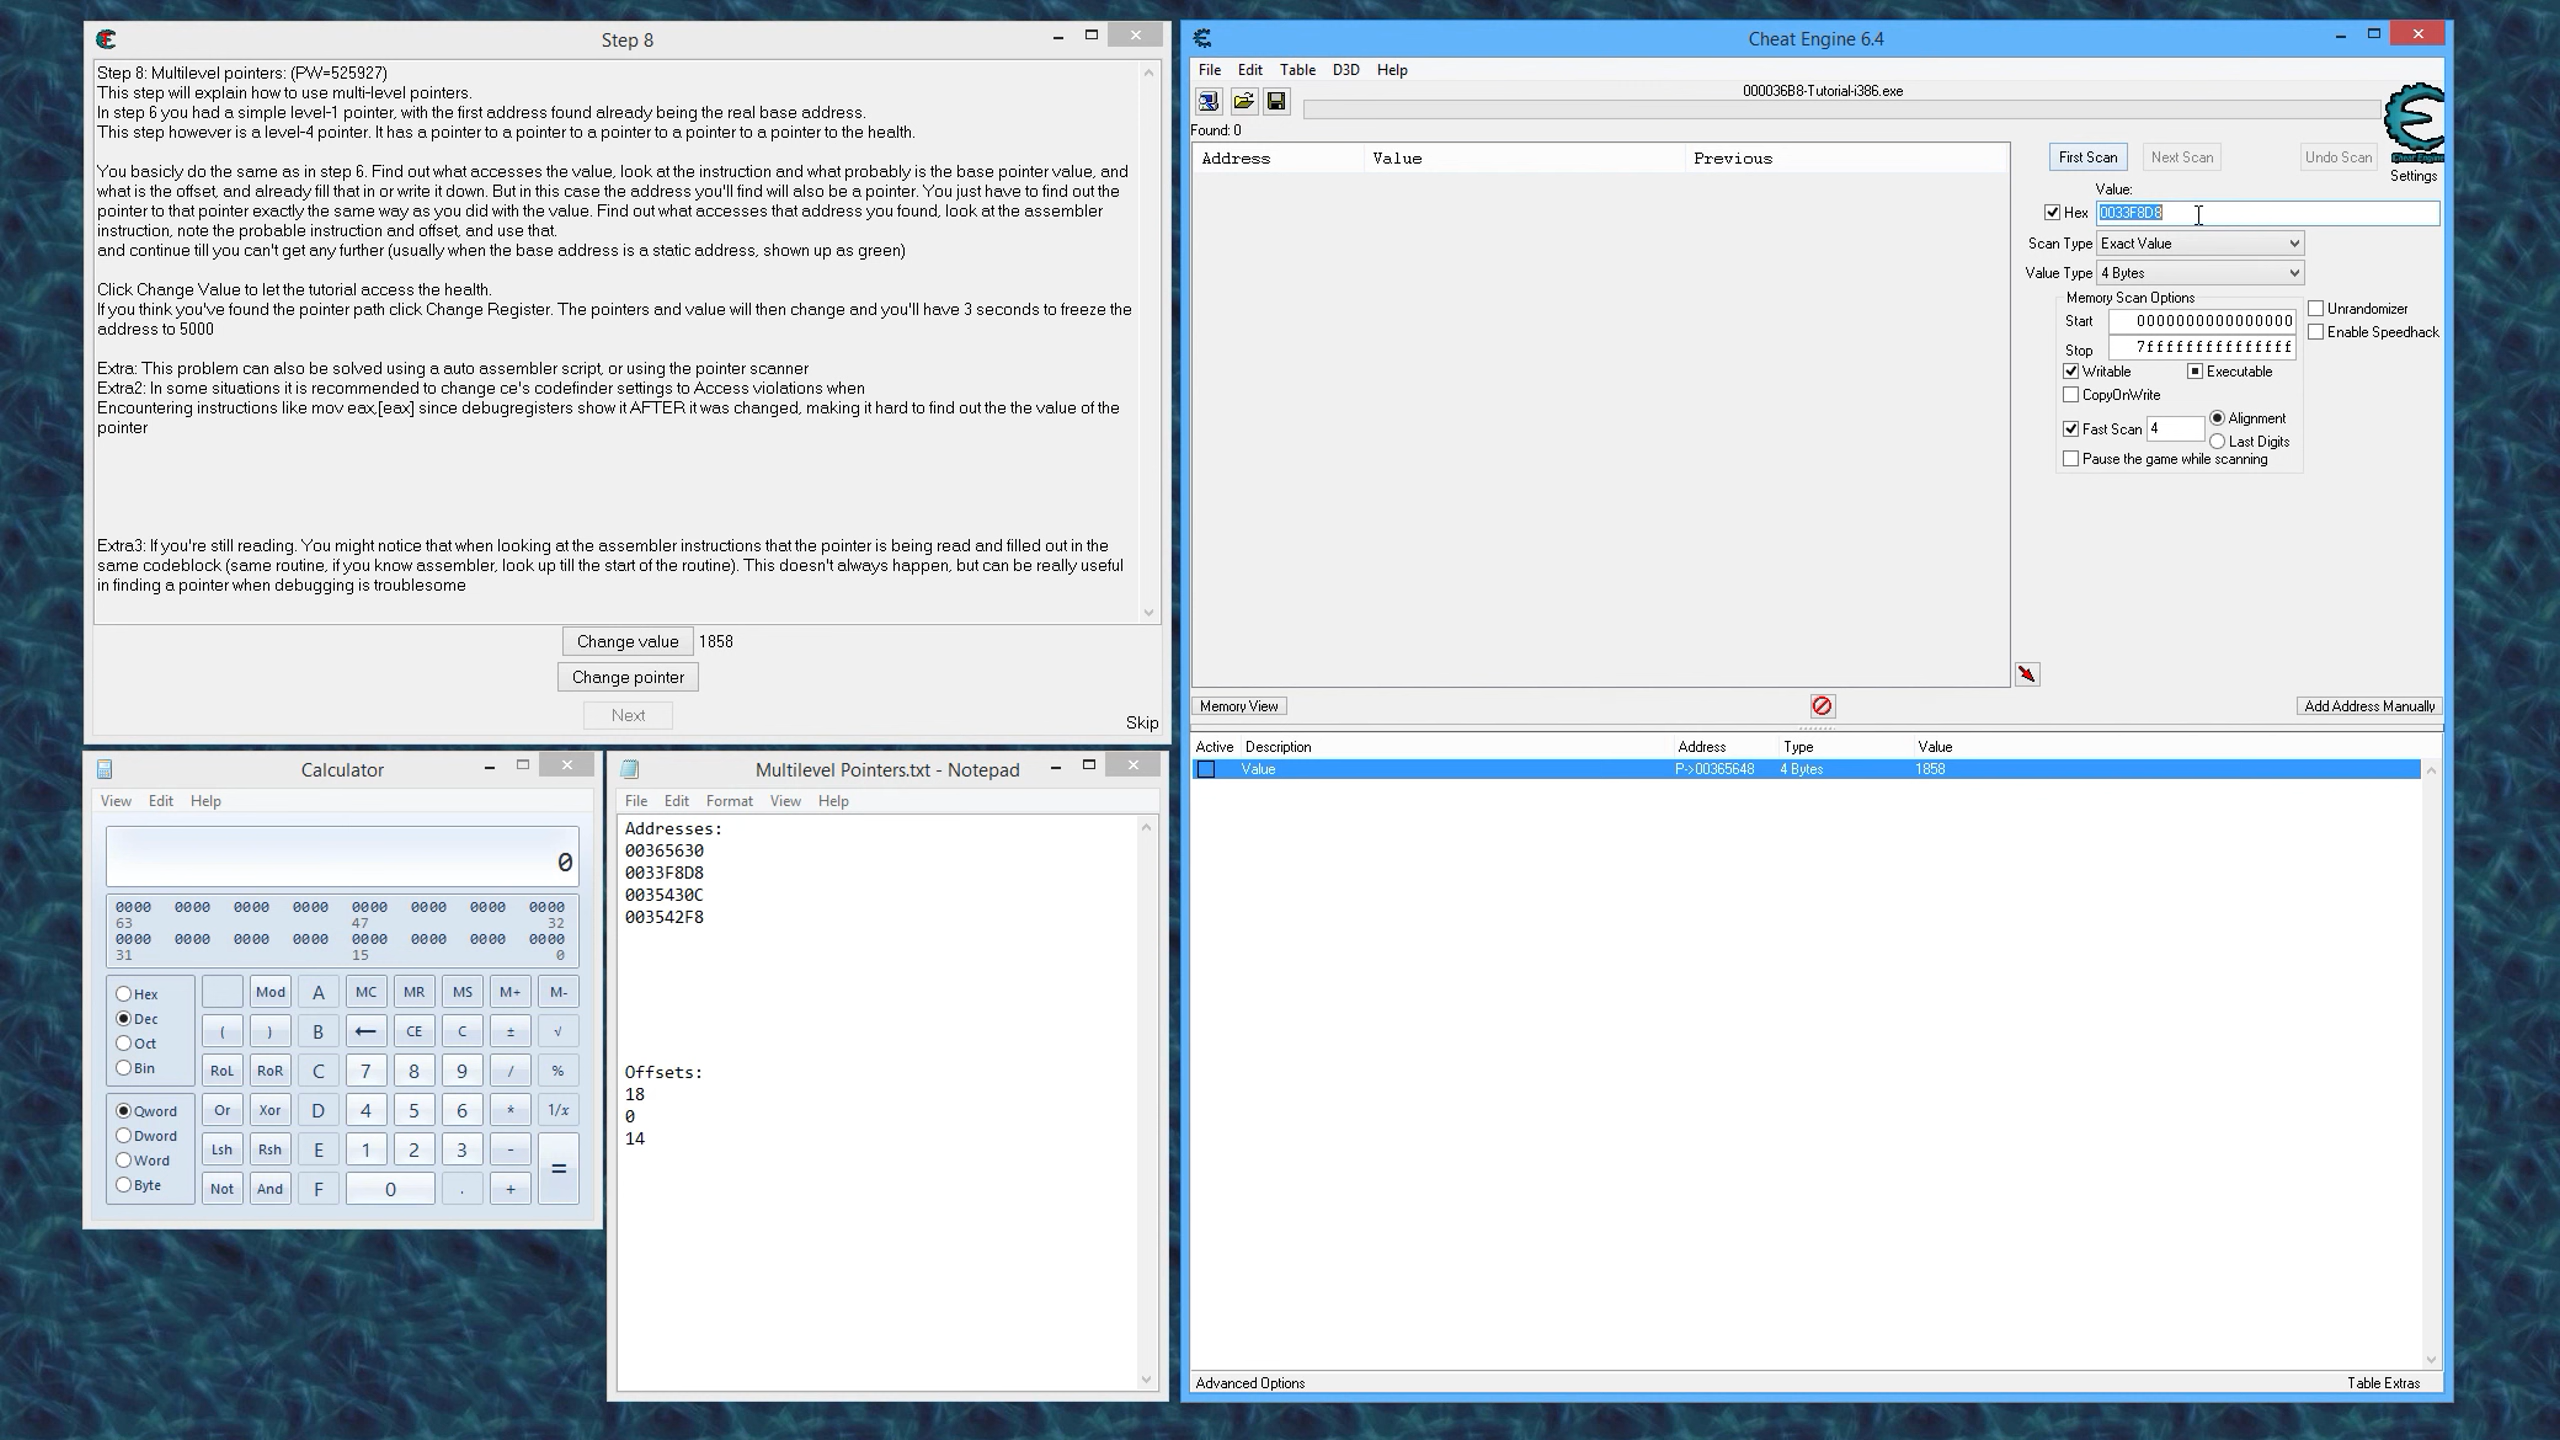 Step 8
Step 8: Multilevel pointers: (PW=525927)
This step will explain how to use multi-level pointers.
In step 6 you had a simple level-1 pointer, with the first address found already being the real base address.
This step however is a level-4 pointer. It has a pointer to a pointer to a pointer to a pointer to a pointer to the health.
You basicly do the same as in step 6. Find out what accesses the value, look at the instruction and what probably is the base pointer value, and
what is the offset, and already fill that in or write it down. But in this case the address you'll find will also be a pointer. You just have to find out the
pointer to that pointer exactly the same way as you did with the value. Find out what accesses that address you found, look at the assembler
instruction, note the probable instruction and offset, and use that.
and continue till you can't get any further (usually when the base address is a static address, shown up as green)
Click Change Value to let the tutorial access the health.
If you think you've found the pointer path click Change Register. The pointers and value will then change and you'll have 3 seconds to freeze the
address to 5000
Extra: This problem can also be solved using a auto assembler script, or using the pointer scanner
Extra2: In some situations it is recommended to change ce's codefinder settings to Access violations when
Encountering instructions like mov eax,[eax] since debugregisters show it AFTER it was changed, making it hard to find out the the value of the
pointer
Extra3: If you're still reading. You might notice that when looking at the assembler instructions that the pointer is being read and filled out in the
same codeblock (same routine, if you know assembler, look up till the start of the routine). This doesn't always happen, but can be really useful
in finding a pointer when debugging is troublesome
Change value 1858
Change pointer
Next
Skip
Calculator
View Edit Help
0
0000 0000 0000 0000 0000 0000 0000 0000
63 47 32
0000 0000 0000 0000 0000 0000 0000 0000
31 15 0
Hex Mod A MC MR MS M+ M-
Dec ( ) B ← CE C ± √
Oct
Bin RoL RoR C 7 8 9 / %
Qword Or Xor D 4 5 6 * 1/x
Dword
Word Lsh Rsh E 1 2 3 - =
Byte Not And F 0 . +
Multilevel Pointers.txt - Notepad
File Edit Format View Help
Addresses:
00365630
0033F8D8
0035430C
003542F8
Offsets:
18
0
14
Cheat Engine 6.4
File Edit Table D3D Help
000036B8-Tutorial-i386.exe
Found: 0
Address Value Previous
First Scan Next Scan Undo Scan
Cheat Engine
Settings
Value:
Hex 0033F8D8
Scan Type Exact Value
Value Type 4 Bytes
Memory Scan Options
Start 0000000000000000
Stop 7fffffffffffffff
Writable Executable
CopyOnWrite
Fast Scan 4 Alignment
Last Digits
Pause the game while scanning
Unrandomizer
Enable Speedhack
Memory View
Add Address Manually
Active Description Address Type Value
Value P->00365648 4 Bytes 1858
Advanced Options
Table Extras